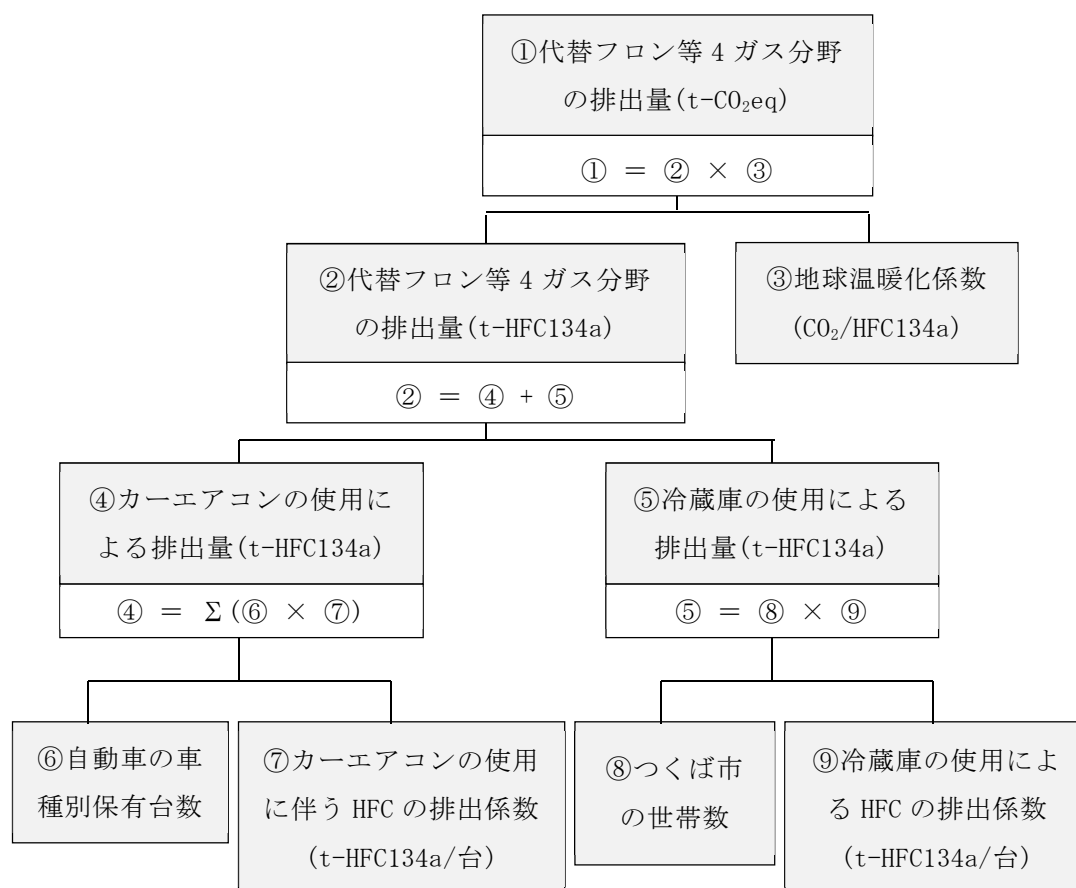 ①代替フロン等 4 ガス分野
の排出量(t-CO₂eq)
① = ② × ③
②代替フロン等 4 ガス分野
の排出量(t-HFC134a)
② = ④ + ⑤
③地球温暖化係数
(CO₂/HFC134a)
④カーエアコンの使用に
よる排出量(t-HFC134a)
④ = Σ(⑥ × ⑦)
⑤冷蔵庫の使用による
排出量(t-HFC134a)
⑤ = ⑧ × ⑨
⑥自動車の車
種別保有台数
⑦カーエアコンの使用
に伴う HFC の排出係数
(t-HFC134a/台)
⑧つくば市
の世帯数
⑨冷蔵庫の使用によ
る HFC の排出係数
(t-HFC134a/台)